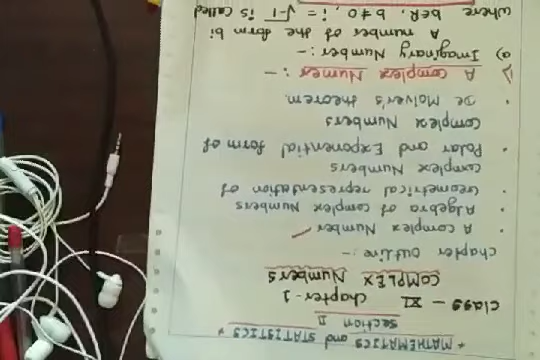 * MATHEMATICS and STATISTICS *
SECTION II
Class - XI Chapter-1
COMPLEX NUMBERS
Chapter outline :-
• A complex Number ✓
• Algebra of complex Numbers
• Geometrical representation of
complex Numbers
• Polar and Exponential form of
Complex Numbers
• De Moiver's theorem
1) A Complex Numer :-
a) Imaginary Number :-
A number of the form bi
where b∈R, b≠0, i=√-1 is called